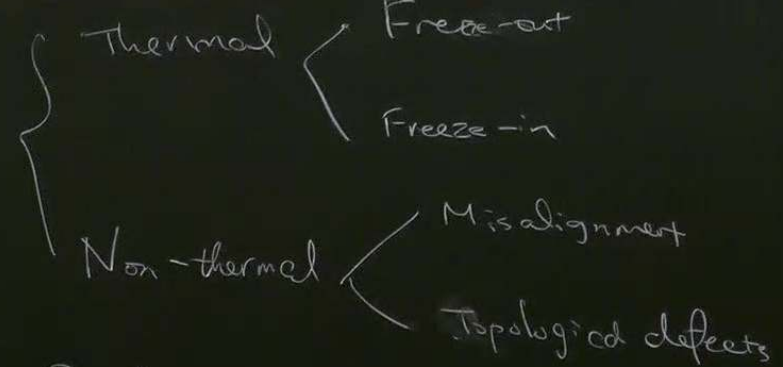 Thermal
Freeze-out
Freeze-in
Non-thermal
Misalignment
Topological defects